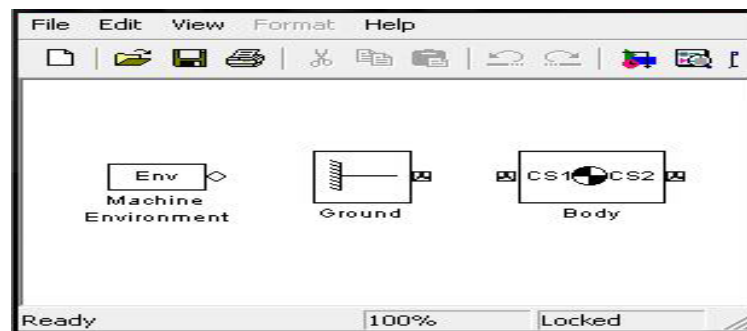 File Edit View Format Help
Env
Machine
Environment
Ground
CS1 CS2
Body
Ready 100% Locked